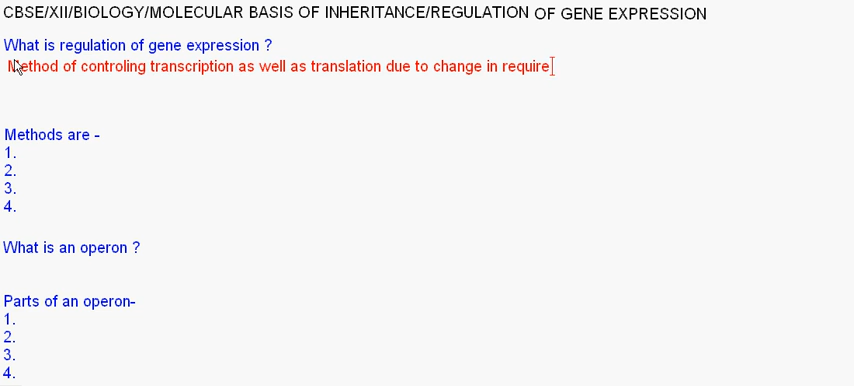 CBSE/XII/BIOLOGY/MOLECULAR BASIS OF INHERITANCE/REGULATION OF GENE EXPRESSION
What is regulation of gene expression ?
Method of controling transcription as well as translation due to change in require
Methods are -
1.
2.
3.
4.
What is an operon ?
Parts of an operon-
1.
2.
3.
4.